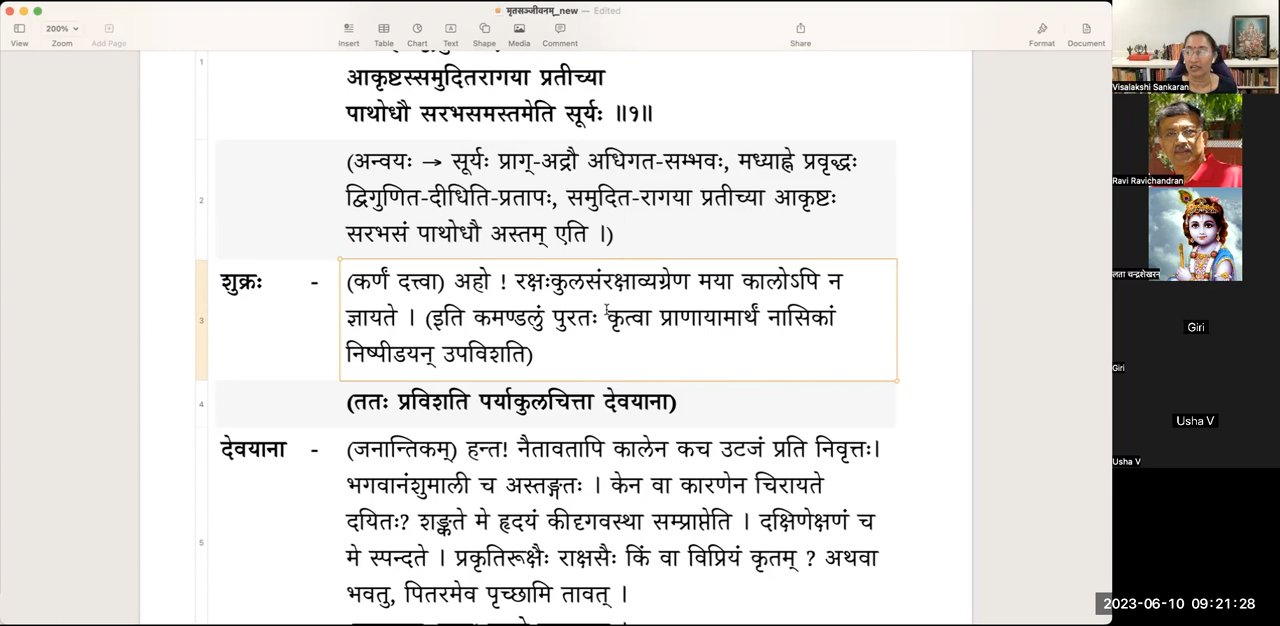 मृतसञ्जीवनम्_new — Edited
200%
View
Zoom
Add Page
Insert
Table
Chart
Text
Shape
Media
Comment
Share
Format
Document
1
आकृष्टस्समुदितरागया प्रतीच्या
पाथोधौ सरभसमस्तमेति सूर्यः ॥१॥
2
(अन्वयः → सूर्यः प्राग्-अद्रौ अधिगत-सम्भवः, मध्याह्ने प्रवृद्धः
द्विगुणित-दीधिति-प्रतापः, समुदित-रागया प्रतीच्या आकृष्टः
सरभसं पाथोधौ अस्तम् एति ।)
3
शुक्रः - (कर्णं दत्त्वा) अहो ! रक्षःकुलसंरक्षाव्यग्रेण मया कालोऽपि न
ज्ञायते । (इति कमण्डलुं पुरतः कृत्वा प्राणायामार्थं नासिकां
निष्पीडयन् उपविशति)
4
(ततः प्रविशति पर्याकुलचित्ता देवयाना)
5
देवयाना - (जनान्तिकम्) हन्त! नैतावतापि कालेन कच उटजं प्रति निवृत्तः।
भगवानंशुमाली च अस्तङ्गतः । केन वा कारणेन चिरायते
दयितः? शङ्कते मे हृदयं कीदृगवस्था सम्प्राप्तेति । दक्षिणेक्षणं च
मे स्पन्दते । प्रकृतिरूक्षैः राक्षसैः किं वा विप्रियं कृतम् ? अथवा
भवतु, पितरमेव पृच्छामि तावत् ।
Visalakshi Sankaran
Ravi Ravichandran
लता चन्द्रशेखरन
Giri
Giri
Usha V
Usha V
2023-06-10 09:21:28